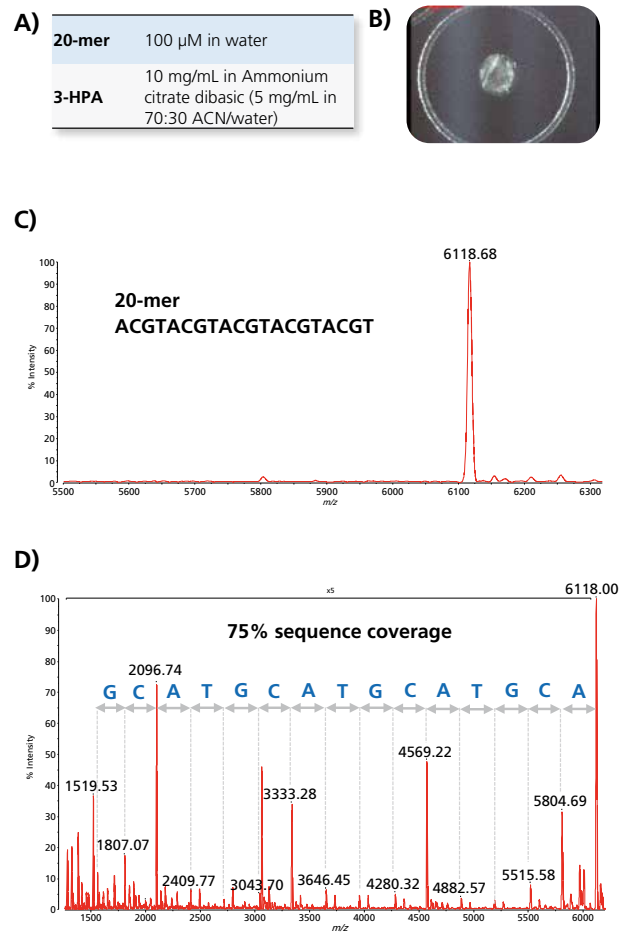 A)
20-mer 100 µM in water
3-HPA 10 mg/mL in Ammonium
citrate dibasic (5 mg/mL in
70:30 ACN/water)
B)
C)
6118.68
20-mer
ACGTACGTACGTACGTACGT
100
90
80
70
60
50
40
30
20
10
0
% Intensity
5500 5600 5700 5800 5900 6000 6100 6200 6300
m/z
D)
x5
6118.00
75% sequence coverage
2096.74
G C A T G C A T G C A T G C A
4569.22
1519.53
3333.28
5804.69
1807.07
2409.77
3043.70
3646.45
4280.32
4882.57
5515.58
100
90
80
70
60
50
40
30
20
10
0
% Intensity
1500 2000 2500 3000 3500 4000 4500 5000 5500 6000
m/z